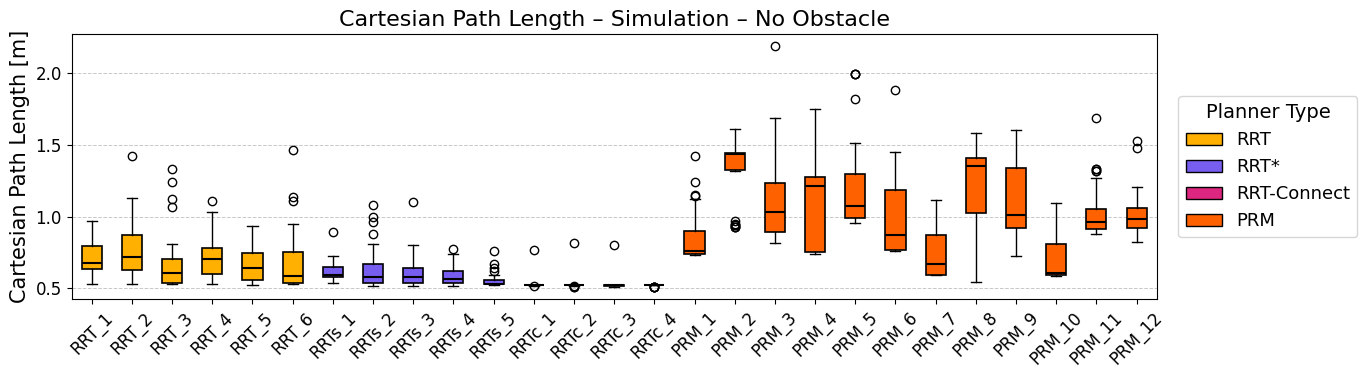 Cartesian Path Length – Simulation – No Obstacle
Cartesian Path Length [m]
2.0
1.5
1.0
0.5
RRT_1
RRT_2
RRT_3
RRT_4
RRT_5
RRT_6
RRTs_1
RRTs_2
RRTs_3
RRTs_4
RRTs_5
RRTc_1
RRTc_2
RRTc_3
RRTc_4
PRM_1
PRM_2
PRM_3
PRM_4
PRM_5
PRM_6
PRM_7
PRM_8
PRM_9
PRM_10
PRM_11
PRM_12
Planner Type
RRT
RRT*
RRT-Connect
PRM